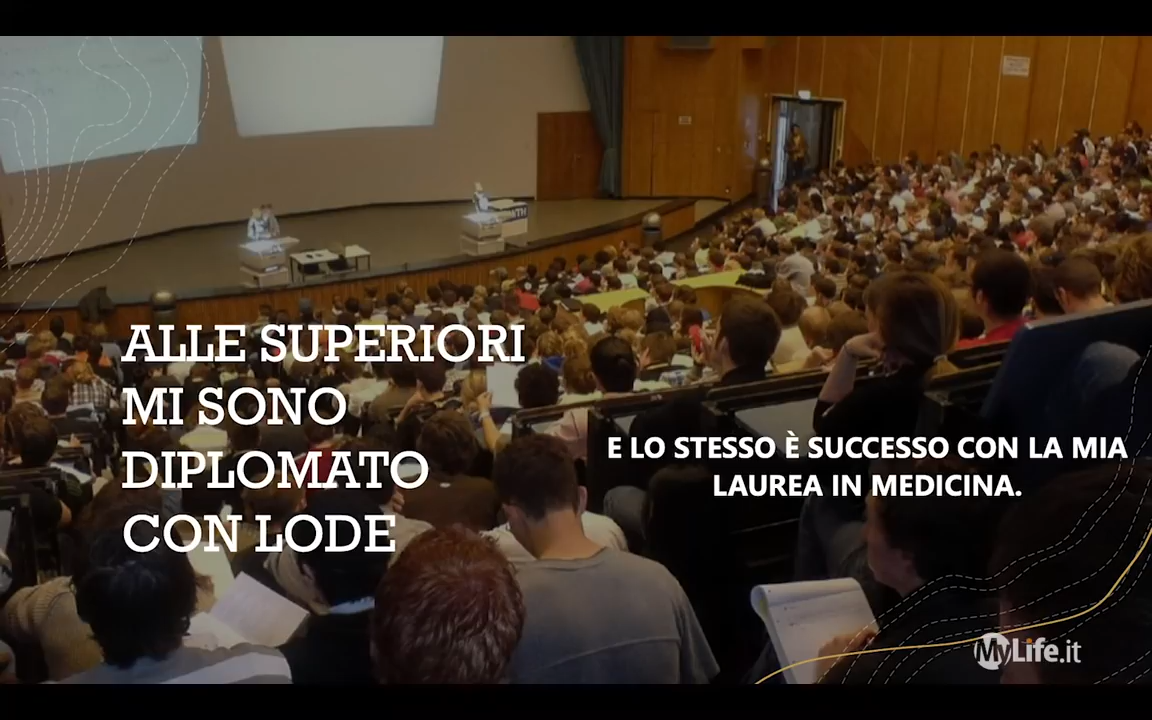 ALLE SUPERIORI
MI SONO
DIPLOMATO
CON LODE
E LO STESSO È SUCCESSO CON LA MIA
LAUREA IN MEDICINA.
MyLife.it